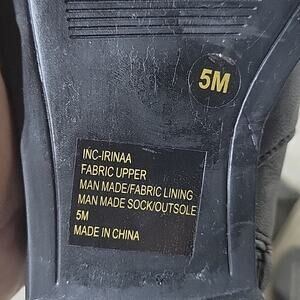 5M
INC-IRINAA
FABRIC UPPER
MAN MADE/FABRIC LINING
MAN MADE SOCK/OUTSOLE
5M
MADE IN CHINA